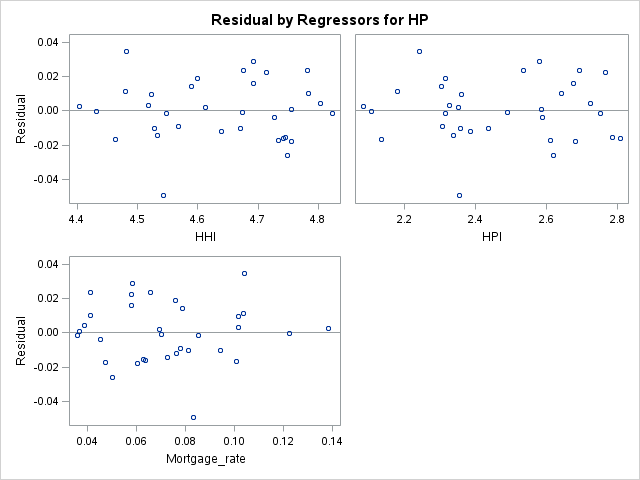 Residual by Regressors for HP
0.04
0.02
0.00
-0.02
-0.04
Residual
4.4 4.5 4.6 4.7 4.8
HHI
2.2 2.4 2.6 2.8
HPI
0.04
0.02
0.00
-0.02
-0.04
Residual
0.04 0.06 0.08 0.10 0.12 0.14
Mortgage_rate